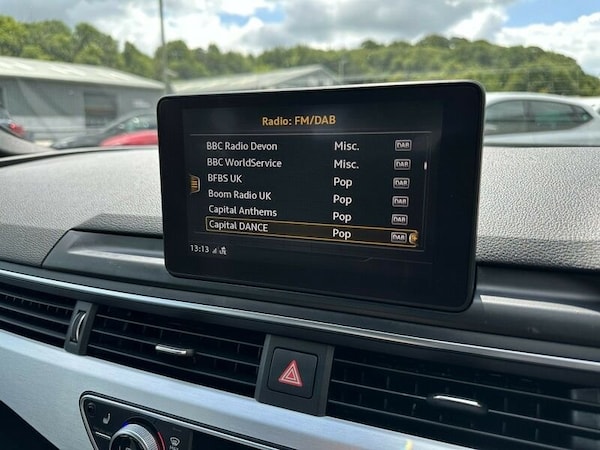 Radio: FM/DAB
BBC Radio Devon Misc. DAB
BBC WorldService Misc. DAB
BFBS UK Pop DAB
Boom Radio UK Pop DAB
Capital Anthems Pop DAB
Capital DANCE Pop DAB
13:13 LTE